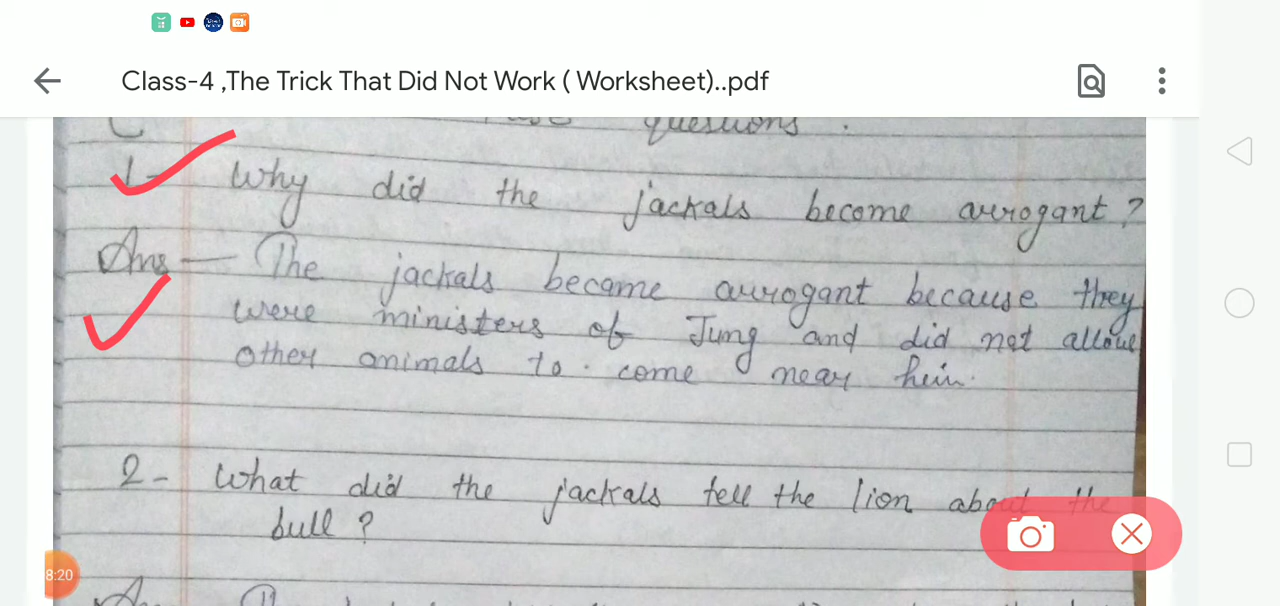 Class-4 ,The Trick That Did Not Work ( Worksheet)..pdf
questions .
1- Why did the jackals become arrogant ?
Ans — The jackals became arrogant because they
were ministers of Jung and did not allow
other animals to come near him.
2- What did the jackals tell the lion about the
bull ?
8:20